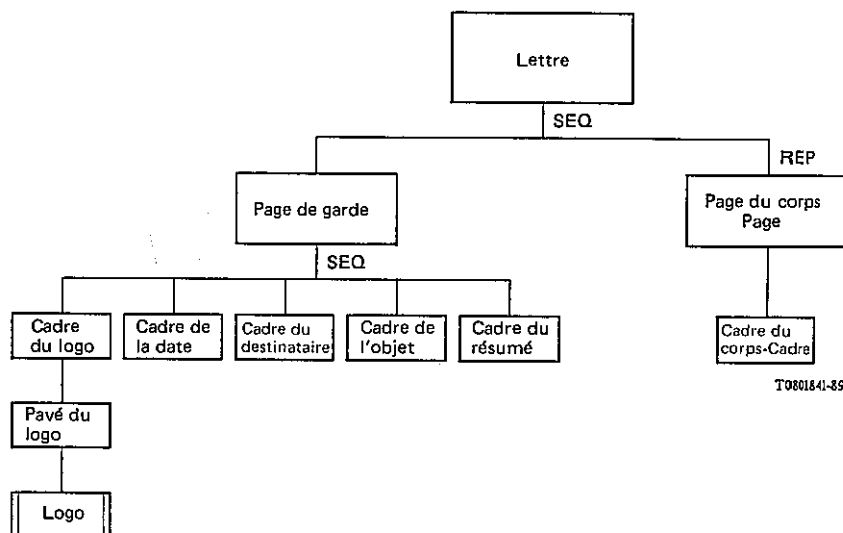 Lettre
SEQ
REP
Page de garde
Page du corps
Page
SEQ
Cadre
du logo
Cadre de
la date
Cadre du
destinataire
Cadre de
l'objet
Cadre du
résumé
Cadre du
corps-Cadre
T0801841-89
Pavé du
logo
Logo